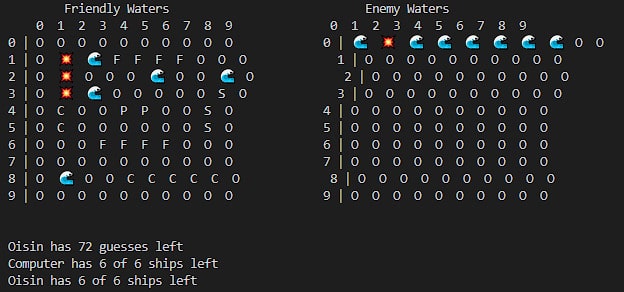 Friendly Waters Enemy Waters
0 1 2 3 4 5 6 7 8 9 0 1 2 3 4 5 6 7 8 9
0 | O O O O O O O O O O 0 | 🌊 💥 🌊 🌊 🌊 🌊 🌊 🌊 O O
1 | O 💥 🌊 F F F F O O O 1 | O O O O O O O O O O
2 | O 💥 O O O 🌊 O O 🌊 O 2 | O O O O O O O O O O
3 | O 💥 🌊 O O O O O S O 3 | O O O O O O O O O O
4 | O C O O P P O O S O 4 | O O O O O O O O O O
5 | O C O O O O O O S O 5 | O O O O O O O O O O
6 | O O O F F F F O O O 6 | O O O O O O O O O O
7 | O O O O O O O O O O 7 | O O O O O O O O O O
8 | O 🌊 O O C C C C C O 8 | O O O O O O O O O O
9 | O O O O O O O O O O 9 | O O O O O O O O O O
Oisin has 72 guesses left
Computer has 6 of 6 ships left
Oisin has 6 of 6 ships left